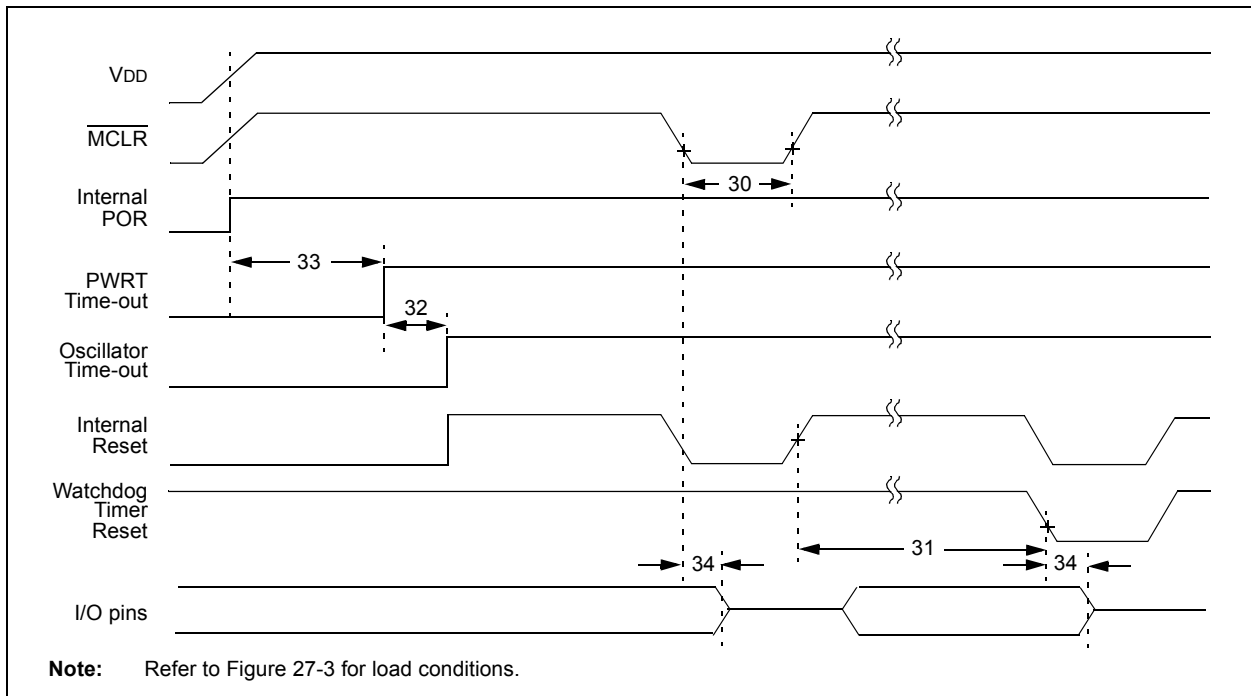 VDD
MCLR
30
Internal
POR
33
PWRT
Time-out
32
Oscillator
Time-out
Internal
Reset
Watchdog
Timer
Reset
31
34
34
I/O pins
Note: Refer to Figure 27-3 for load conditions.